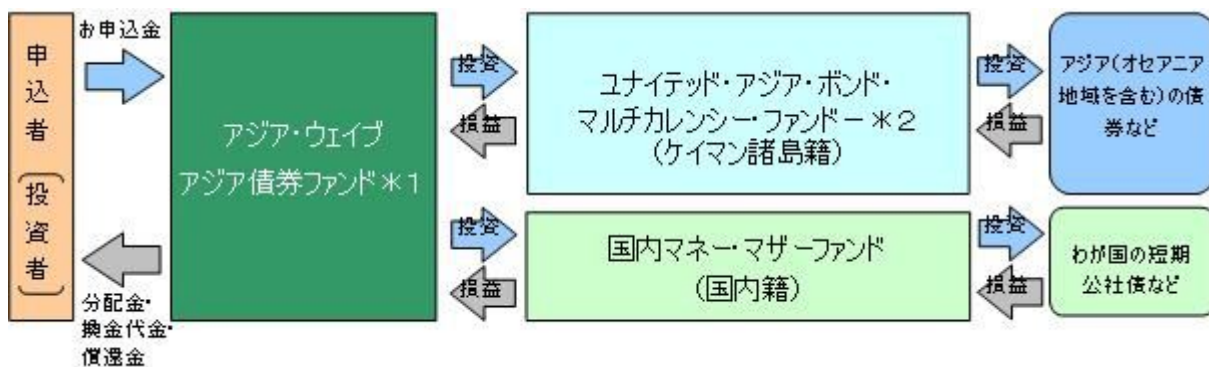 申込者(投資者)
お申込金
分配金・
換金代金・
償還金
アジア・ウェイブ
アジア債券ファンド*1
投資
損益
投資
損益
ユナイテッド・アジア・ボンド・
マルチカレンシー・ファンドー*2
(ケイマン諸島籍)
国内マネー・マザーファンド
(国内籍)
投資
損益
投資
損益
アジア(オセアニア
地域を含む)の債
券など
わが国の短期
公社債など